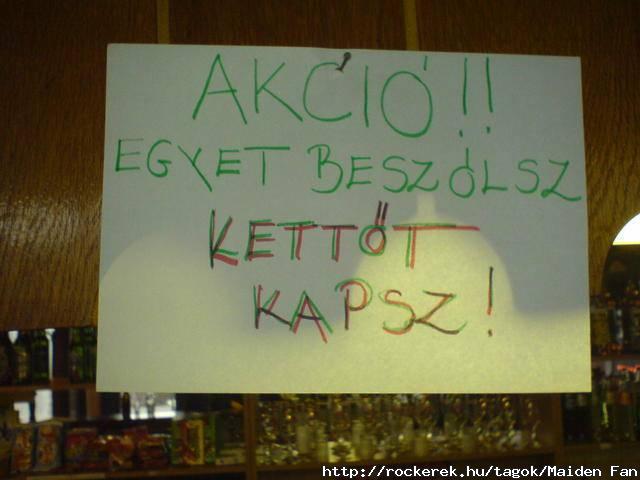 AKCIÓ!!
EGYET BESZÓLSZ
KETTŐT
KAPSZ!
http://rockerek.hu/tagok/Maiden Fan